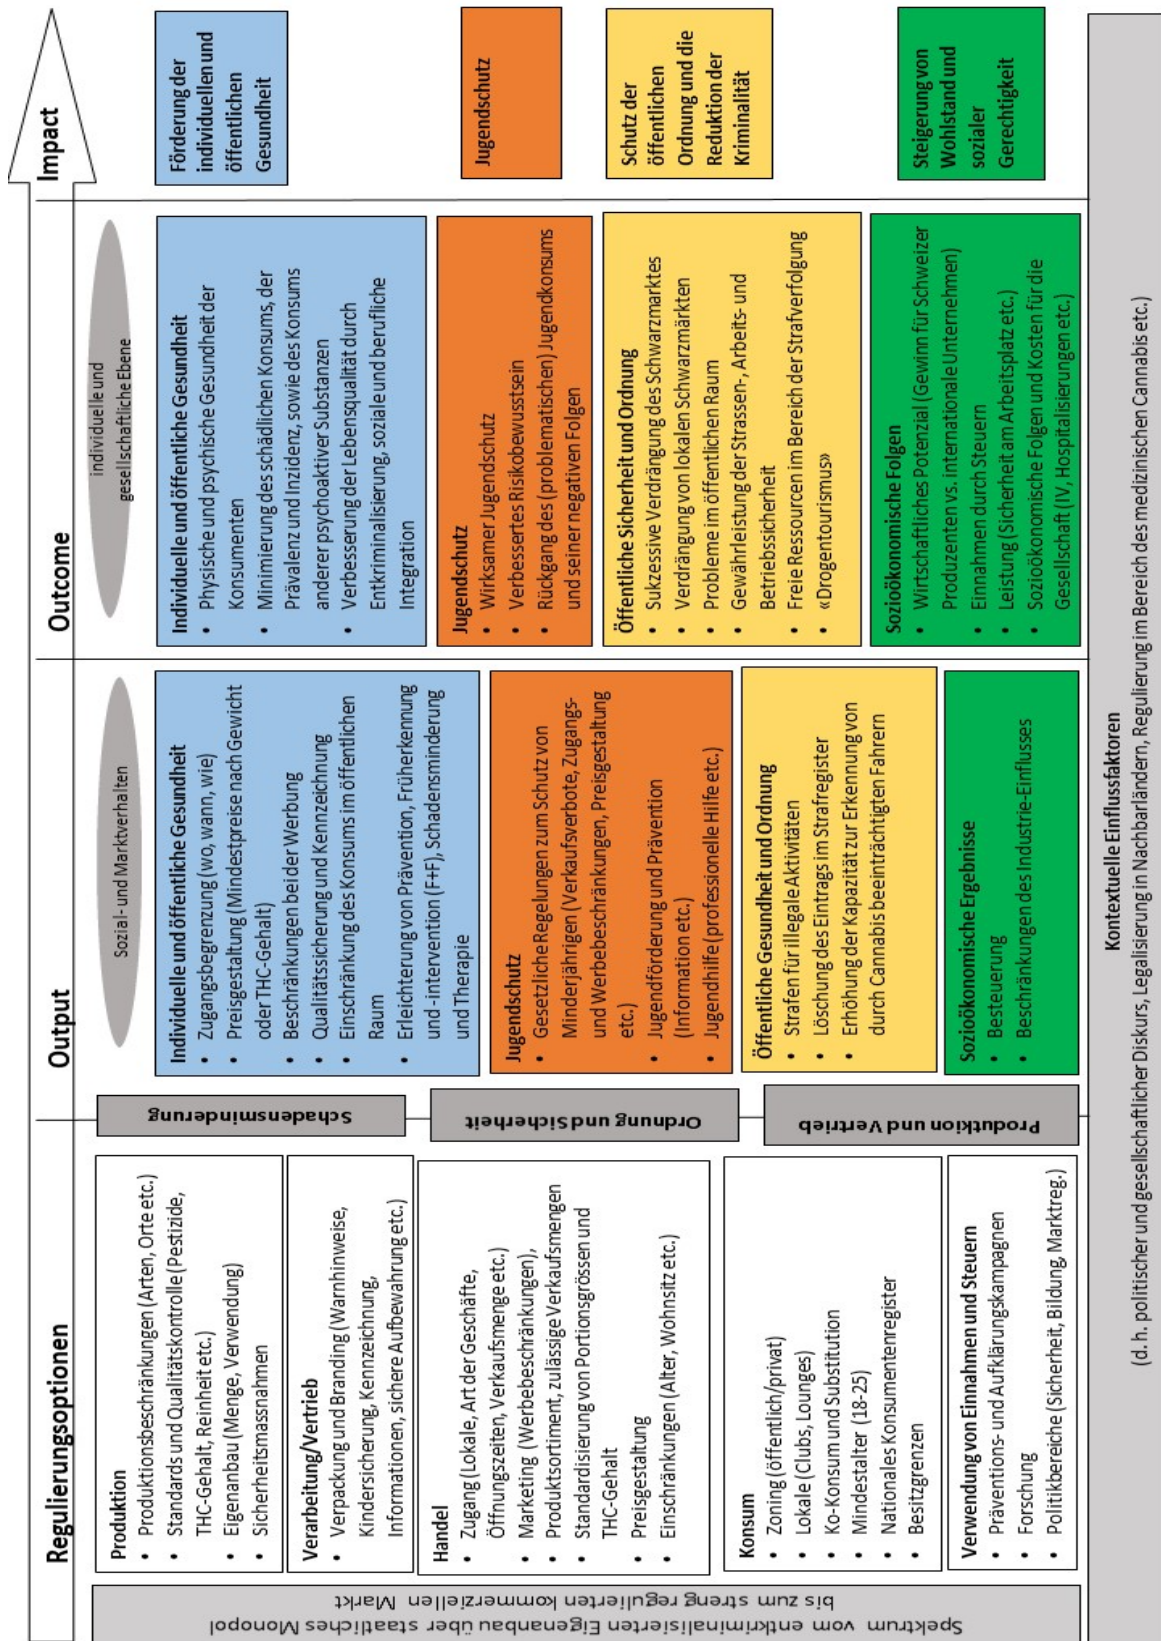 Regulierungsoptionen
Output
Outcome
Impact
Sozial- und Marktverhalten
individuelle und
gesellschaftliche Ebene
Spektrum vom entkriminalisierten Eigenanbau über staatliches Monopol
bis zum streng regulierten kommerziellen Markt
Produktion
• Produktionsbeschränkungen (Arten, Orte etc.)
• Standards und Qualitätskontrolle (Pestizide,
THC-Gehalt, Reinheit etc.)
• Eigenanbau (Menge, Verwendung)
• Sicherheitsmassnahmen
Verarbeitung/Vertrieb
• Verpackung und Branding (Warnhinweise,
Kindersicherung, Kennzeichnung,
Informationen, sichere Aufbewahrung etc.)
Handel
• Zugang (Lokale, Art der Geschäfte,
Öffnungszeiten, Verkaufsmenge etc.)
• Marketing (Werbebeschränkungen),
• Produktsortiment, zulässige Verkaufsmengen
• Standardisierung von Portionsgrössen und
THC-Gehalt
• Preisgestaltung
• Einschränkungen (Alter, Wohnsitz etc.)
Konsum
• Zoning (öffentlich/privat)
• Lokale (Clubs, Lounges)
• Ko-Konsum und Substitution
• Mindestalter (18-25)
• Nationales Konsumentenregister
• Besitzgrenzen
Verwendung von Einnahmen und Steuern
• Präventions- und Aufklärungskampagnen
• Forschung
• Politikbereiche (Sicherheit, Bildung, Marktreg.)
Schadensminderung
Ordnung und Sicherheit
Produtkion und Vertrieb
Individuelle und öffentliche Gesundheit
• Zugangsbegrenzung (wo, wann, wie)
• Preisgestaltung (Mindestpreise nach Gewicht
oder THC-Gehalt)
• Beschränkungen bei der Werbung
• Qualitätssicherung und Kennzeichnung
• Einschränkung des Konsums im öffentlichen
Raum
• Erleichterung von Prävention, Früherkennung
und -intervention (F+F), Schadensminderung
und Therapie
Jugendschutz
• Gesetzliche Regelungen zum Schutz von
Minderjährigen (Verkaufsverbote, Zugangs-
und Werbebeschränkungen, Preisgestaltung
etc.)
• Jugendförderung und Prävention
(Information etc.)
• Jugendhilfe (professionelle Hilfe etc.)
Öffentliche Gesundheit und Ordnung
• Strafen für illegale Aktivitäten
• Löschung des Eintrags im Strafregister
• Erhöhung der Kapazität zur Erkennung von
durch Cannabis beeinträchtigten Fahrern
Sozioökonomische Ergebnisse
• Besteuerung
• Beschränkungen des Industrie-Einflusses
Individuelle und öffentliche Gesundheit
• Physische und psychische Gesundheit der
Konsumenten
• Minimierung des schädlichen Konsums, der
Prävalenz und Inzidenz, sowie des Konsums
anderer psychoaktiver Substanzen
• Verbesserung der Lebensqualität durch
Entkriminalisierung, soziale und berufliche
Integration
Jugendschutz
• Wirksamer Jugendschutz
• Verbessertes Risikobewusstsein
• Rückgang des (problematischen) Jugendkonsums
und seiner negativen Folgen
Öffentliche Sicherheit und Ordnung
• Sukzessive Verdrängung des Schwarzmarktes
• Verdrängung von lokalen Schwarzmärkten
• Probleme im öffentlichen Raum
• Gewährleistung der Strassen-, Arbeits- und
Betriebssicherheit
• Freie Ressourcen im Bereich der Strafverfolgung
• «Drogentourismus»
Sozioökonomische Folgen
• Wirtschaftliches Potenzial (Gewinn für Schweizer
Produzenten vs. internationale Unternehmen)
• Einnahmen durch Steuern
• Leistung (Sicherheit am Arbeitsplatz etc.)
• Sozioökonomische Folgen und Kosten für die
Gesellschaft (IV, Hospitalisierungen etc.)
Förderung der
individuellen und
öffentlichen
Gesundheit
Jugendschutz
Schutz der
öffentlichen
Ordnung und die
Reduktion der
Kriminalität
Steigerung von
Wohlstand und
sozialer
Gerechtigkeit
Kontextuelle Einflussfaktoren
(d. h. politischer und gesellschaftlicher Diskurs, Legalisierung in Nachbarländern, Regulierung im Bereich des medizinischen Cannabis etc.)